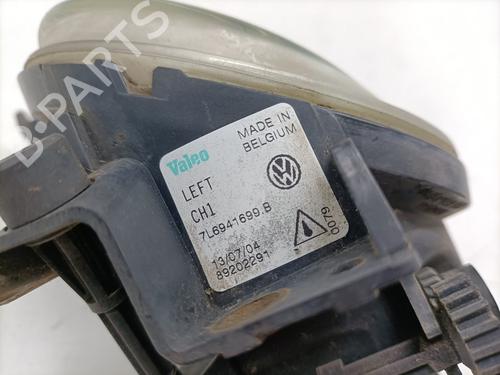 B-PARTS
Valeo
MADE IN
BELGIUM
LEFT
CH1
7L6941699.B
0079
13/07/04
89202291